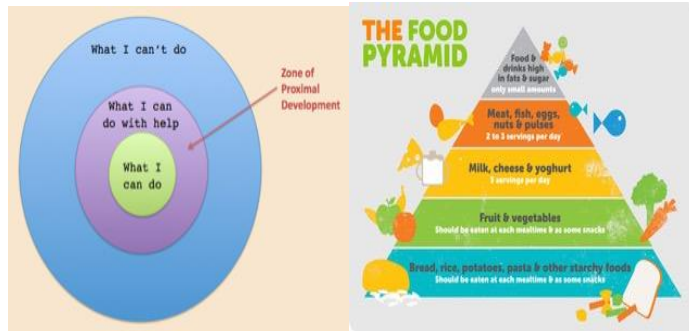 What I can't do
What I can
do with help
What I
can do
Zone of
Proximal
Development
THE FOOD
PYRAMID
Food &
drinks high
in fats & sugar
only small amounts
Meat, fish, eggs,
nuts & pulses
2 to 3 servings per day
Milk, cheese & yoghurt
3 servings per day
Fruit & vegetables
Should be eaten at each mealtime & as some snacks
Bread, rice, potatoes, pasta & other starchy foods
Should be eaten at each mealtime & as some snacks